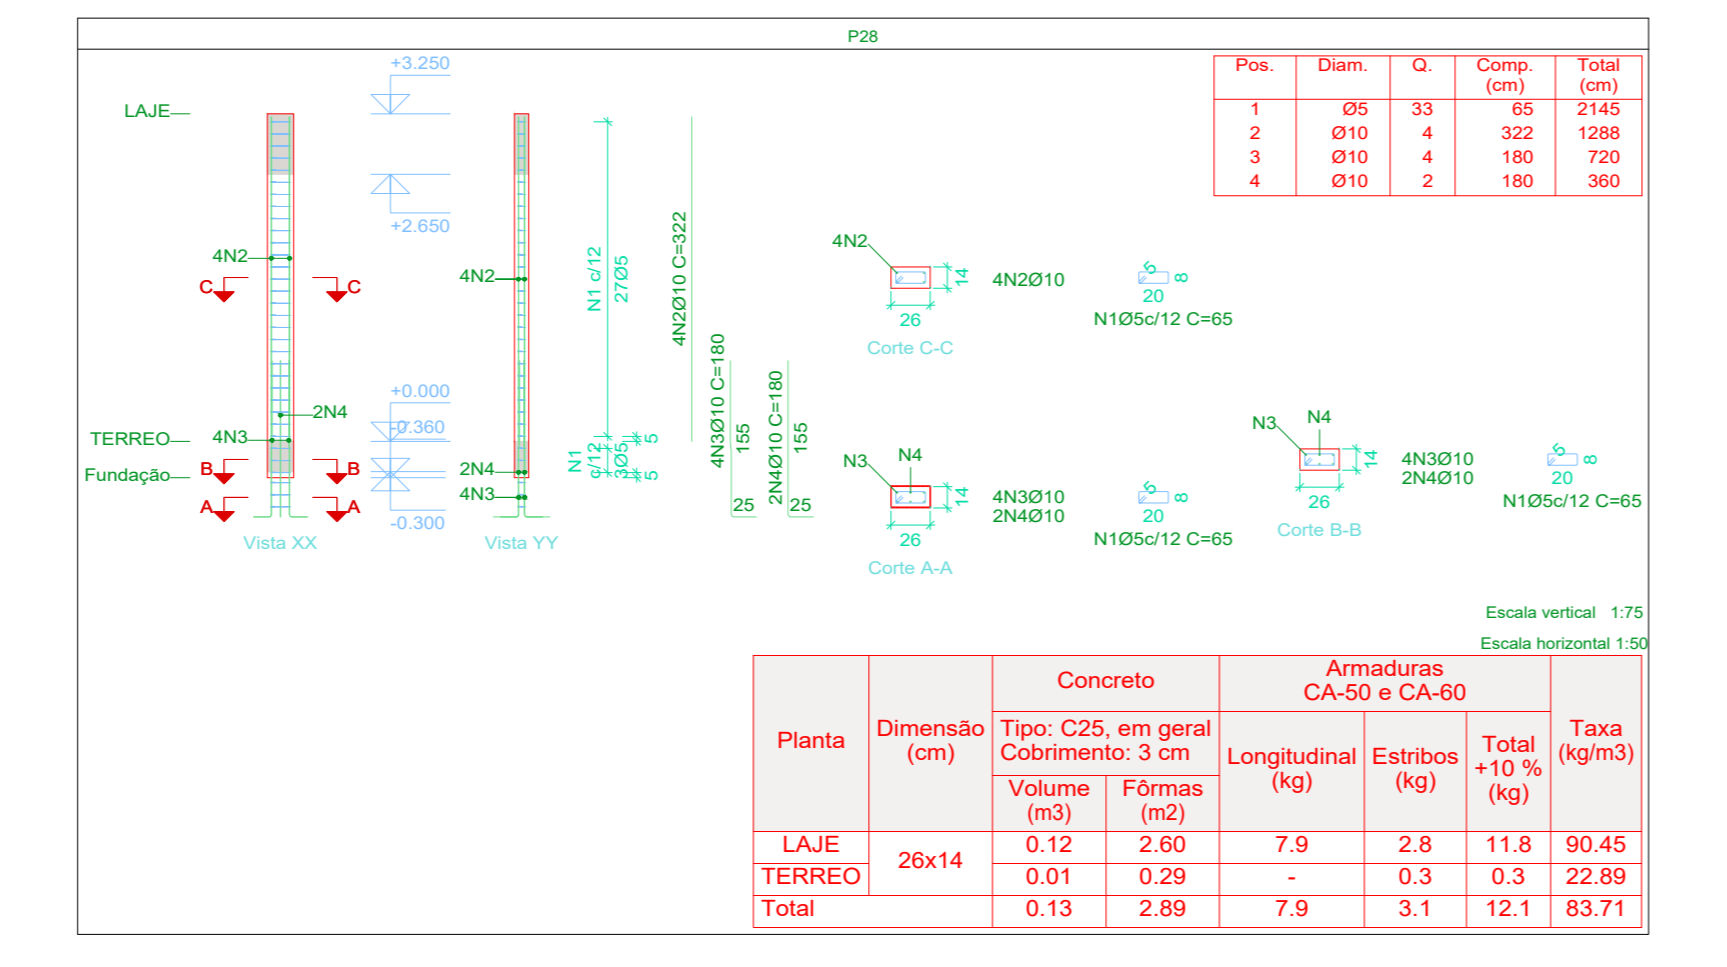 P28
Pos. Diam. Q. Comp. (cm) Total (cm)
1 Ø5 33 65 2145
2 Ø10 4 322 1288
3 Ø10 4 180 720
4 Ø10 2 180 360
LAJE
+3.250
+2.650
4N2
C C
+0.000
-0.360
2N4
TERREO
4N3
Fundação
B B
A A
-0.300
Vista XX
4N2
2N4
4N3
Vista YY
N1 c/12
27Ø5
5
N1
c/12
3Ø5
5
4N2Ø10 C=322
4N3Ø10 C=180
155
25
2N4Ø10 C=180
155
25
4N2
14
26
Corte C-C
4N2Ø10
5
8
20
N1Ø5c/12 C=65
N3
N4
14
26
Corte A-A
4N3Ø10
2N4Ø10
5
8
20
N1Ø5c/12 C=65
N3
N4
14
26
Corte B-B
4N3Ø10
2N4Ø10
5
8
20
N1Ø5c/12 C=65
Escala vertical 1:75
Escala horizontal 1:50
Planta
Dimensão
(cm)
Concreto
Tipo: C25, em geral
Cobrimento: 3 cm
Volume
(m3)
Fôrmas
(m2)
Armaduras
CA-50 e CA-60
Longitudinal
(kg)
Estribos
(kg)
Total
+10 %
(kg)
Taxa
(kg/m3)
LAJE 26x14 0.12 2.60 7.9 2.8 11.8 90.45
TERREO 0.01 0.29 - 0.3 0.3 22.89
Total 0.13 2.89 7.9 3.1 12.1 83.71